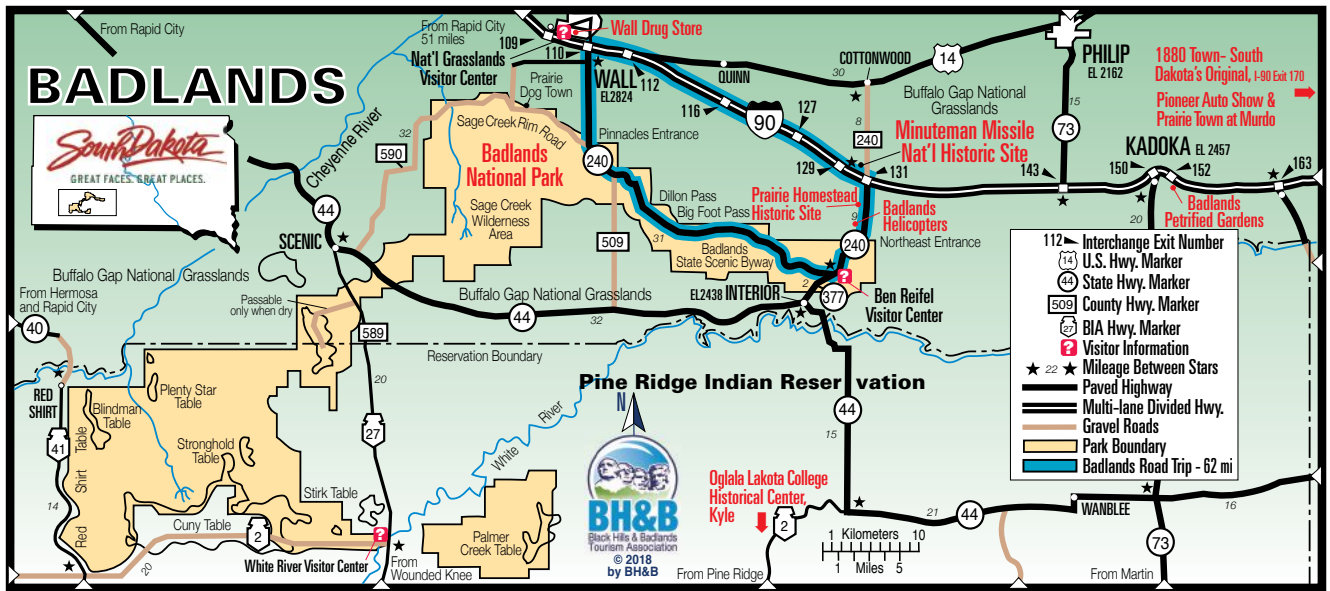 From Rapid City
BADLANDS
South Dakota
GREAT FACES. GREAT PLACES.
From Rapid City
51 miles
109
110
Wall Drug Store
Nat'l Grasslands
Visitor Center
WALL
EL2824
112
QUINN
30
COTTONWOOD
14
PHILIP
EL 2162
1880 Town- South
Dakota's Original, I-90 Exit 170
Pioneer Auto Show &
Prairie Town at Murdo
Prairie
Dog Town
116
90
127
Buffalo Gap National
Grasslands
15
73
8
240
Cheyenne River
32
590
Sage Creek Rim Road
Pinnacles Entrance
240
Badlands
National Park
Minuteman Missile
Nat'l Historic Site
129
131
143
KADOKA EL 2457
150
152
163
44
Sage Creek
Wilderness
Area
Dillon Pass
Big Foot Pass
Prairie Homestead
Historic Site
9
Badlands
Helicopters
Badlands
Petrified Gardens
20
SCENIC
509
31
Badlands
State Scenic Byway
240
Northeast Entrance
2
Buffalo Gap National Grasslands
From Hermosa
and Rapid City
40
Passable
only when dry
Buffalo Gap National Grasslands
44
32
EL2438 INTERIOR
377
Ben Reifel
Visitor Center
589
Reservation Boundary
112 Interchange Exit Number
14 U.S. Hwy. Marker
44 State Hwy. Marker
509 County Hwy. Marker
27 BIA Hwy. Marker
? Visitor Information
★ 22 ★ Mileage Between Stars
Paved Highway
Multi-lane Divided Hwy.
Gravel Roads
Park Boundary
Badlands Road Trip - 62 mi
RED
SHIRT
Plenty Star
Table
Blindman
Table
20
Pine Ridge Indian Reser vation
N
44
15
41
Stronghold
Table
27
White River
Red Shirt Table
14
Stirk Table
Cuny Table
2
20
White River Visitor Center
From
Wounded Knee
Palmer
Creek Table
BH&B
Black Hills & Badlands
Tourism Association
© 2018
by BH&B
Oglala Lakota College
Historical Center,
Kyle
2
From Pine Ridge
1 Kilometers 10
1 Miles 5
21
44
WANBLEE
16
73
From Martin